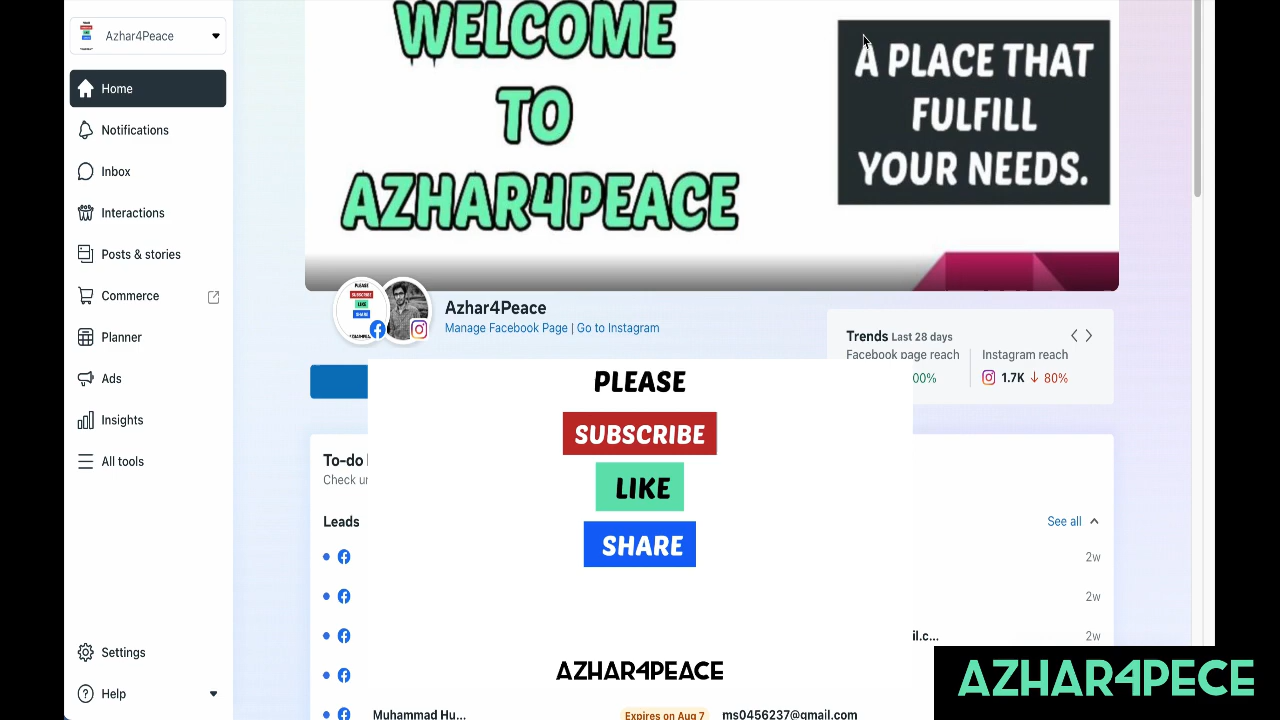 Azhar4Peace
Home
Notifications
Inbox
Interactions
Posts & stories
Commerce
Planner
Ads
Insights
All tools
Settings
Help
WELCOME
TO
AZHAR4PEACE
A PLACE THAT
FULFILL
YOUR NEEDS.
Azhar4Peace
Manage Facebook Page | Go to Instagram
Trends Last 28 days
Facebook page reach
00%
Instagram reach
1.7K ↓ 80%
To-do
Check
Leads
See all
2w
2w
il.c... 2w
Muhammad Hu... Expires on Aug 7 ms0456237@gmail.com
PLEASE
SUBSCRIBE
LIKE
SHARE
AZHAR4PEACE
AZHAR4PECE